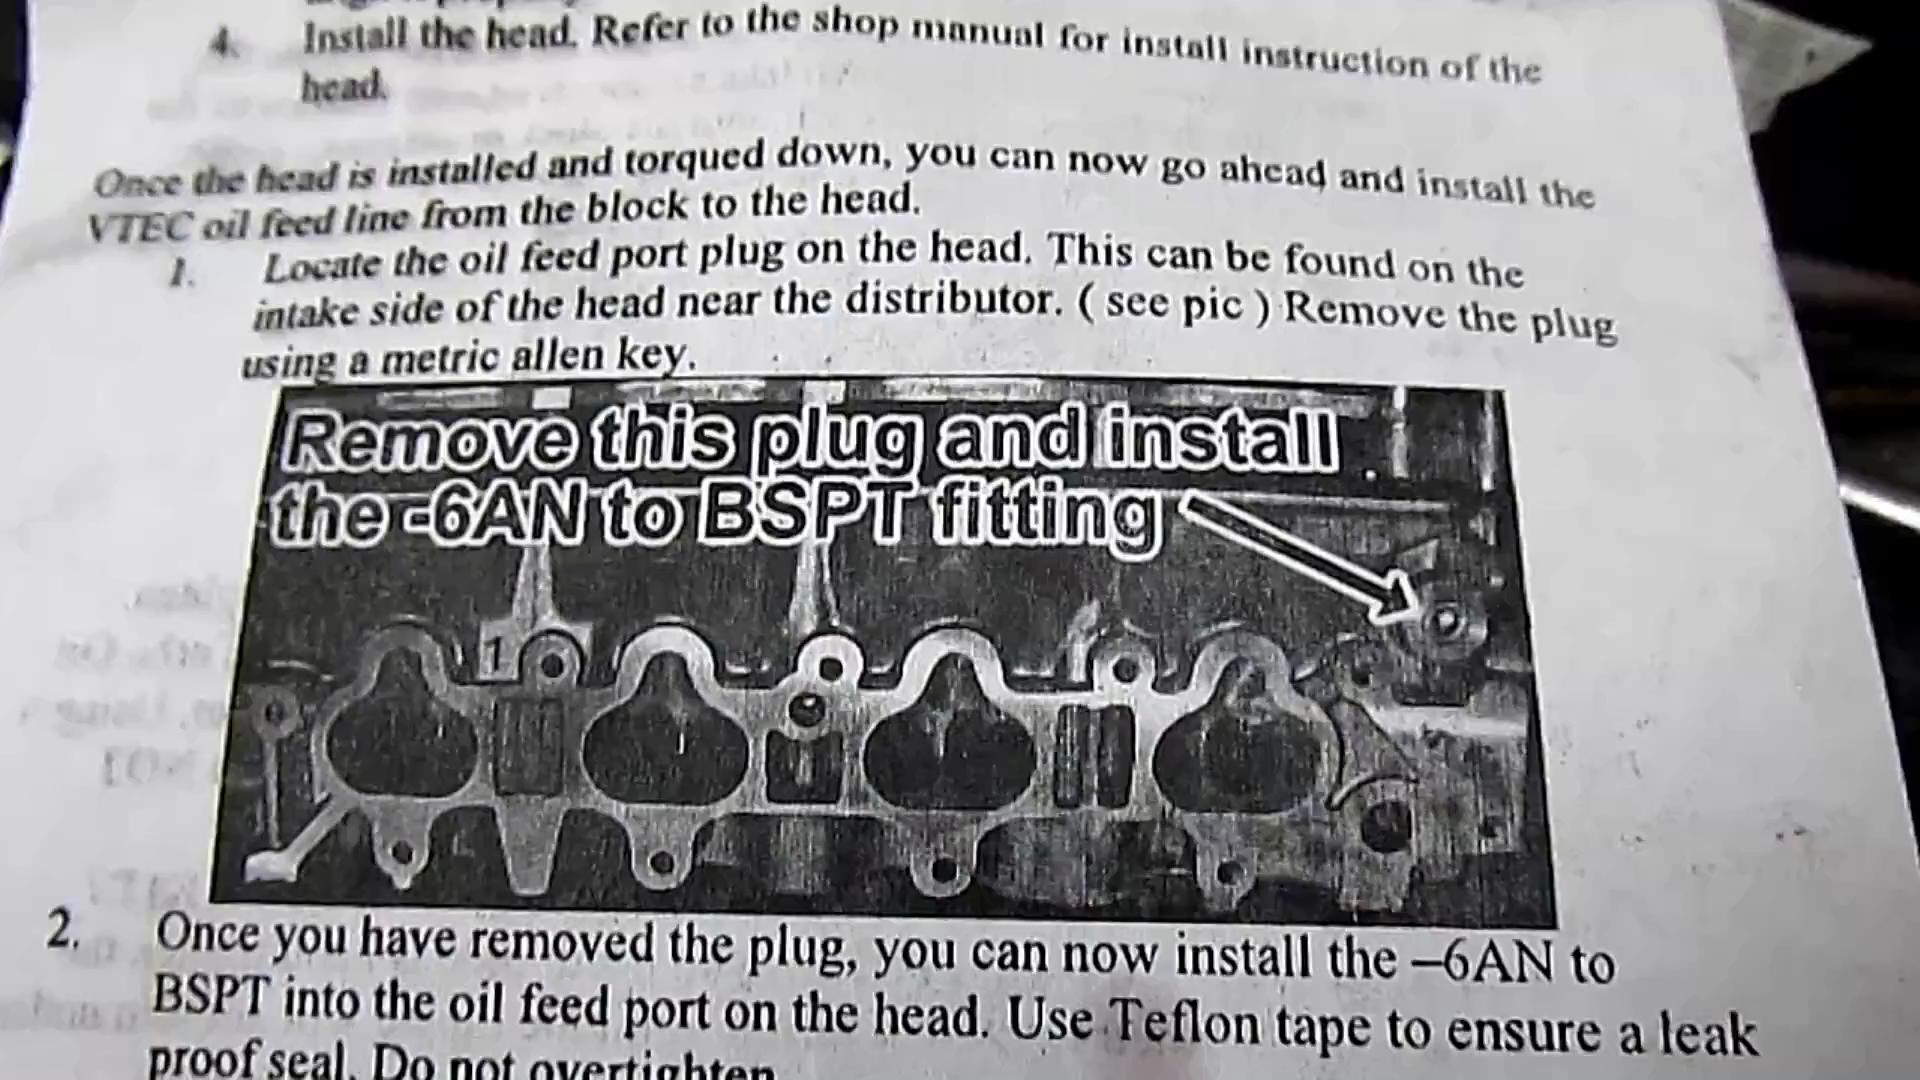 4. Install the head. Refer to the shop manual for install instruction of the
head.
Once the head is installed and torqued down, you can now go ahead and install the
VTEC oil feed line from the block to the head.
1. Locate the oil feed port plug on the head. This can be found on the
intake side of the head near the distributor. ( see pic ) Remove the plug
using a metric allen key.
Remove this plug and install
the -6AN to BSPT fitting
1
2. Once you have removed the plug, you can now install the –6AN to
BSPT into the oil feed port on the head. Use Teflon tape to ensure a leak
proof seal. Do not overtighten